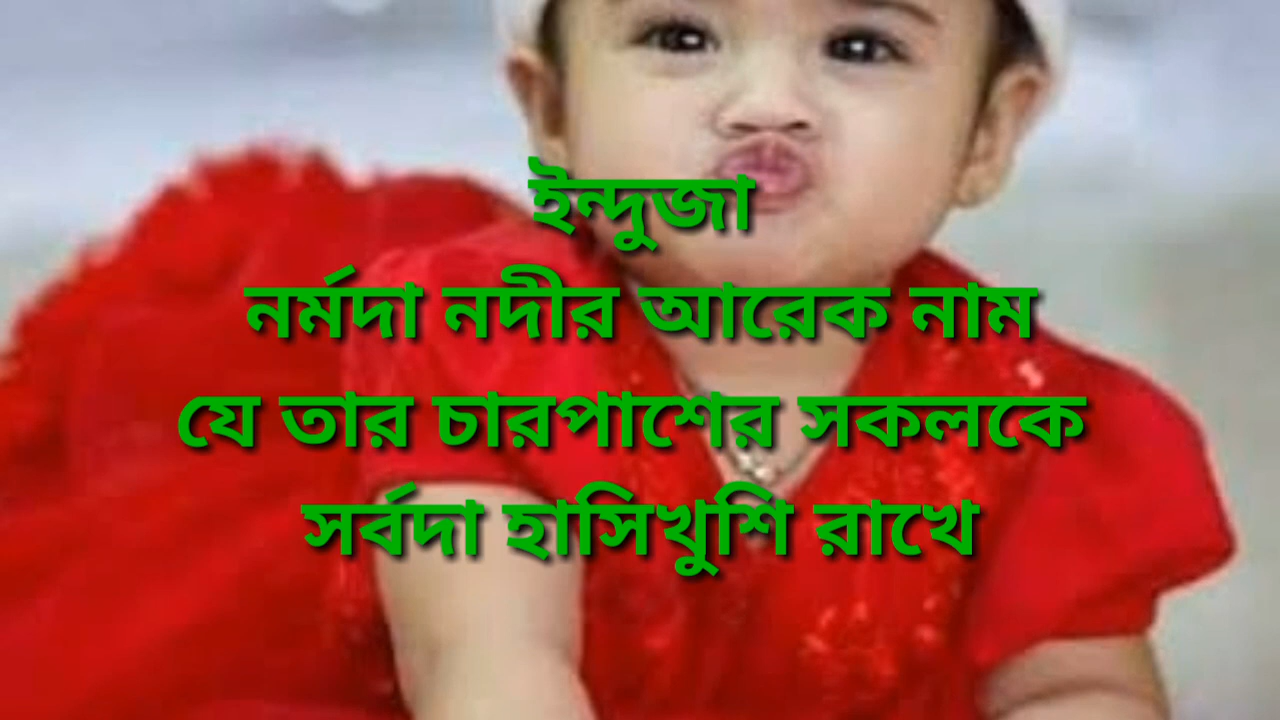 ইন্দুজা
নর্মদা নদীর আরেক নাম
যে তার চারপাশের সকলকে
সর্বদা হাসিখুশি রাখে